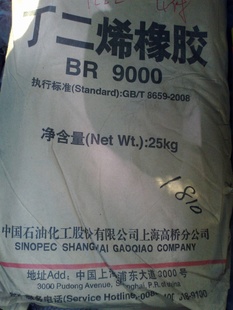 丁二烯橡胶
BR 9000
执行标准(Standard):GB/T 8659-2008
净含量(Net Wt.):25kg
1810
中国石油化工股份有限公司上海高桥分公司
SINOPEC SHANGHAI GAOQIAO COMPANY
地址Add: 中国上 浦东大道3000号
3000 Pudong Avenue, Shanghai, P.R.
(Service Hotline)